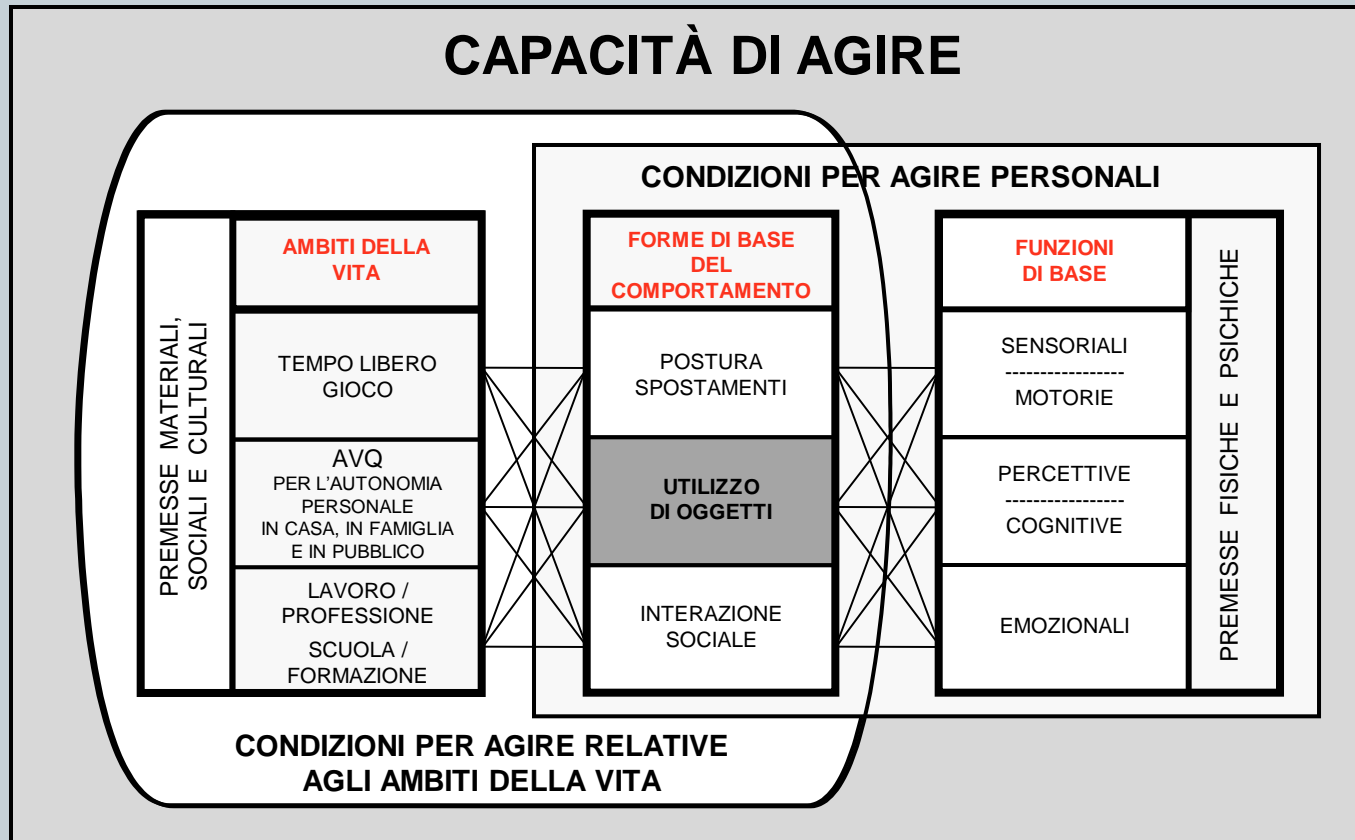 CAPACITÀ DI AGIRE
CONDIZIONI PER AGIRE PERSONALI
PREMESSE MATERIALI,
SOCIALI E CULTURALI
AMBITI DELLA
VITA
TEMPO LIBERO
GIOCO
AVQ
PER L’AUTONOMIA
PERSONALE
IN CASA, IN FAMIGLIA
E IN PUBBLICO
LAVORO /
PROFESSIONE
SCUOLA /
FORMAZIONE
FORME DI BASE
DEL
COMPORTAMENTO
POSTURA
SPOSTAMENTI
UTILIZZO
DI OGGETTI
INTERAZIONE
SOCIALE
FUNZIONI
DI BASE
SENSORIALI
-----------------
MOTORIE
PERCETTIVE
-----------------
COGNITIVE
EMOZIONALI
PREMESSE FISICHE E PSICHICHE
CONDIZIONI PER AGIRE RELATIVE
AGLI AMBITI DELLA VITA